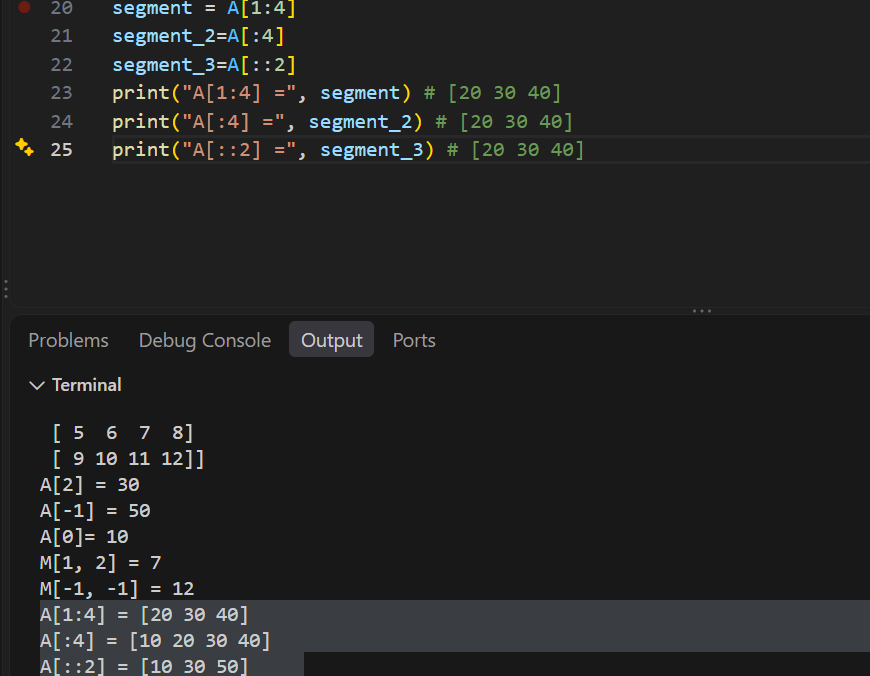 20 segment = A[1:4]
21 segment_2=A[:4]
22 segment_3=A[::2]
23 print("A[1:4] =", segment) # [20 30 40]
24 print("A[:4] =", segment_2) # [20 30 40]
25 print("A[::2] =", segment_3) # [20 30 40]
Problems Debug Console Output Ports
Terminal
[ 5  6  7  8]
[ 9 10 11 12]]
A[2] = 30
A[-1] = 50
A[0]= 10
M[1, 2] = 7
M[-1, -1] = 12
A[1:4] = [20 30 40]
A[:4] = [10 20 30 40]
A[::2] = [10 30 50]